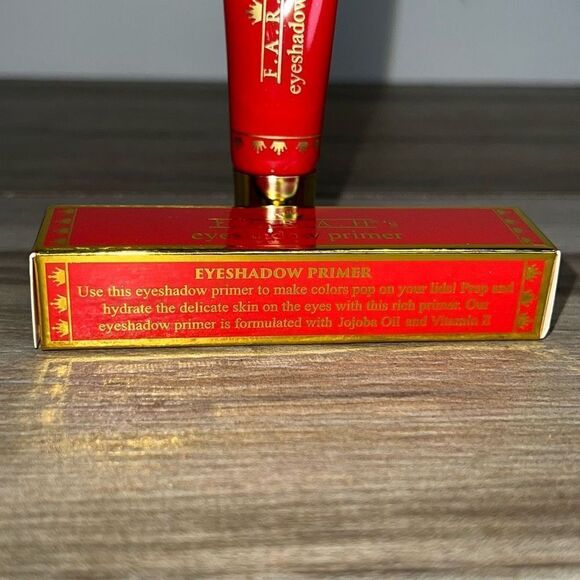 F.A.R.
eyeshadow
primer
EYESHADOW PRIMER
Use this eyeshadow primer to make colors pop on your lids! Prep and
hydrate the delicate skin on the eyes with this rich primer. Our
eyeshadow primer is formulated with Jojoba Oil and Vitamin E